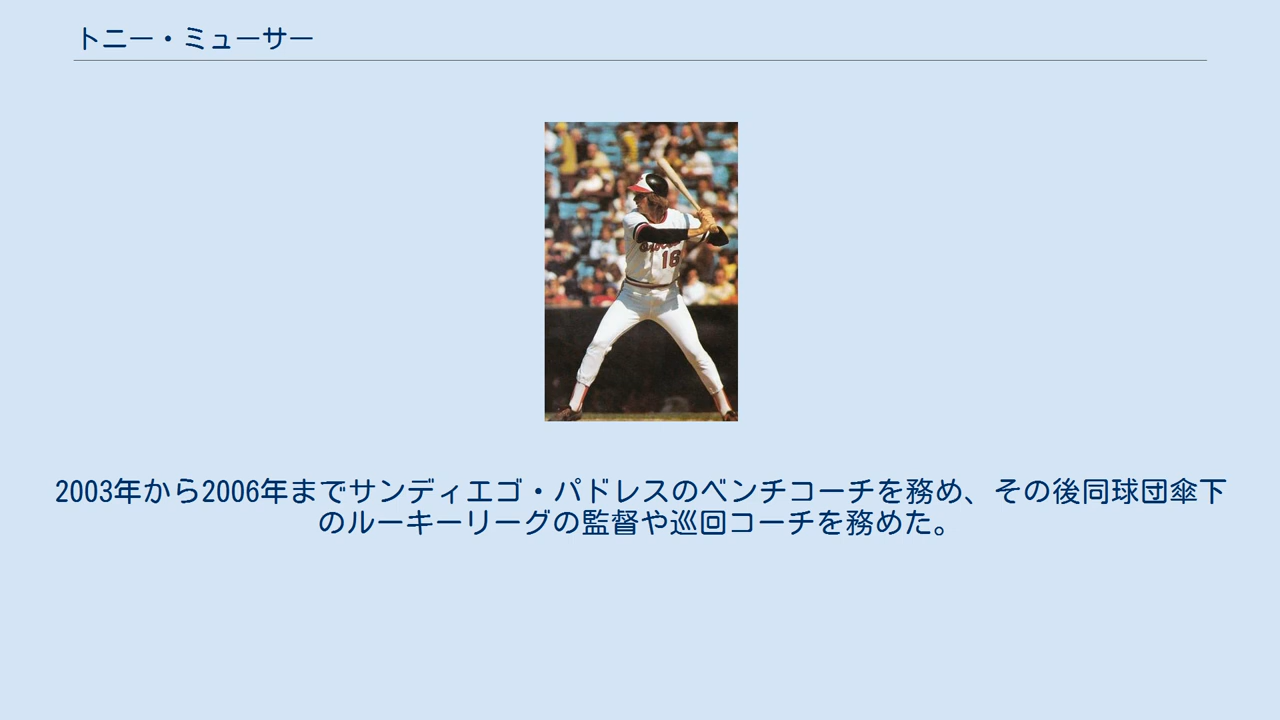 トニー・ミューサー
16
2003年から2006年までサンディエゴ・パドレスのベンチコーチを務め、その後同球団傘下
のルーキーリーグの監督や巡回コーチを務めた。